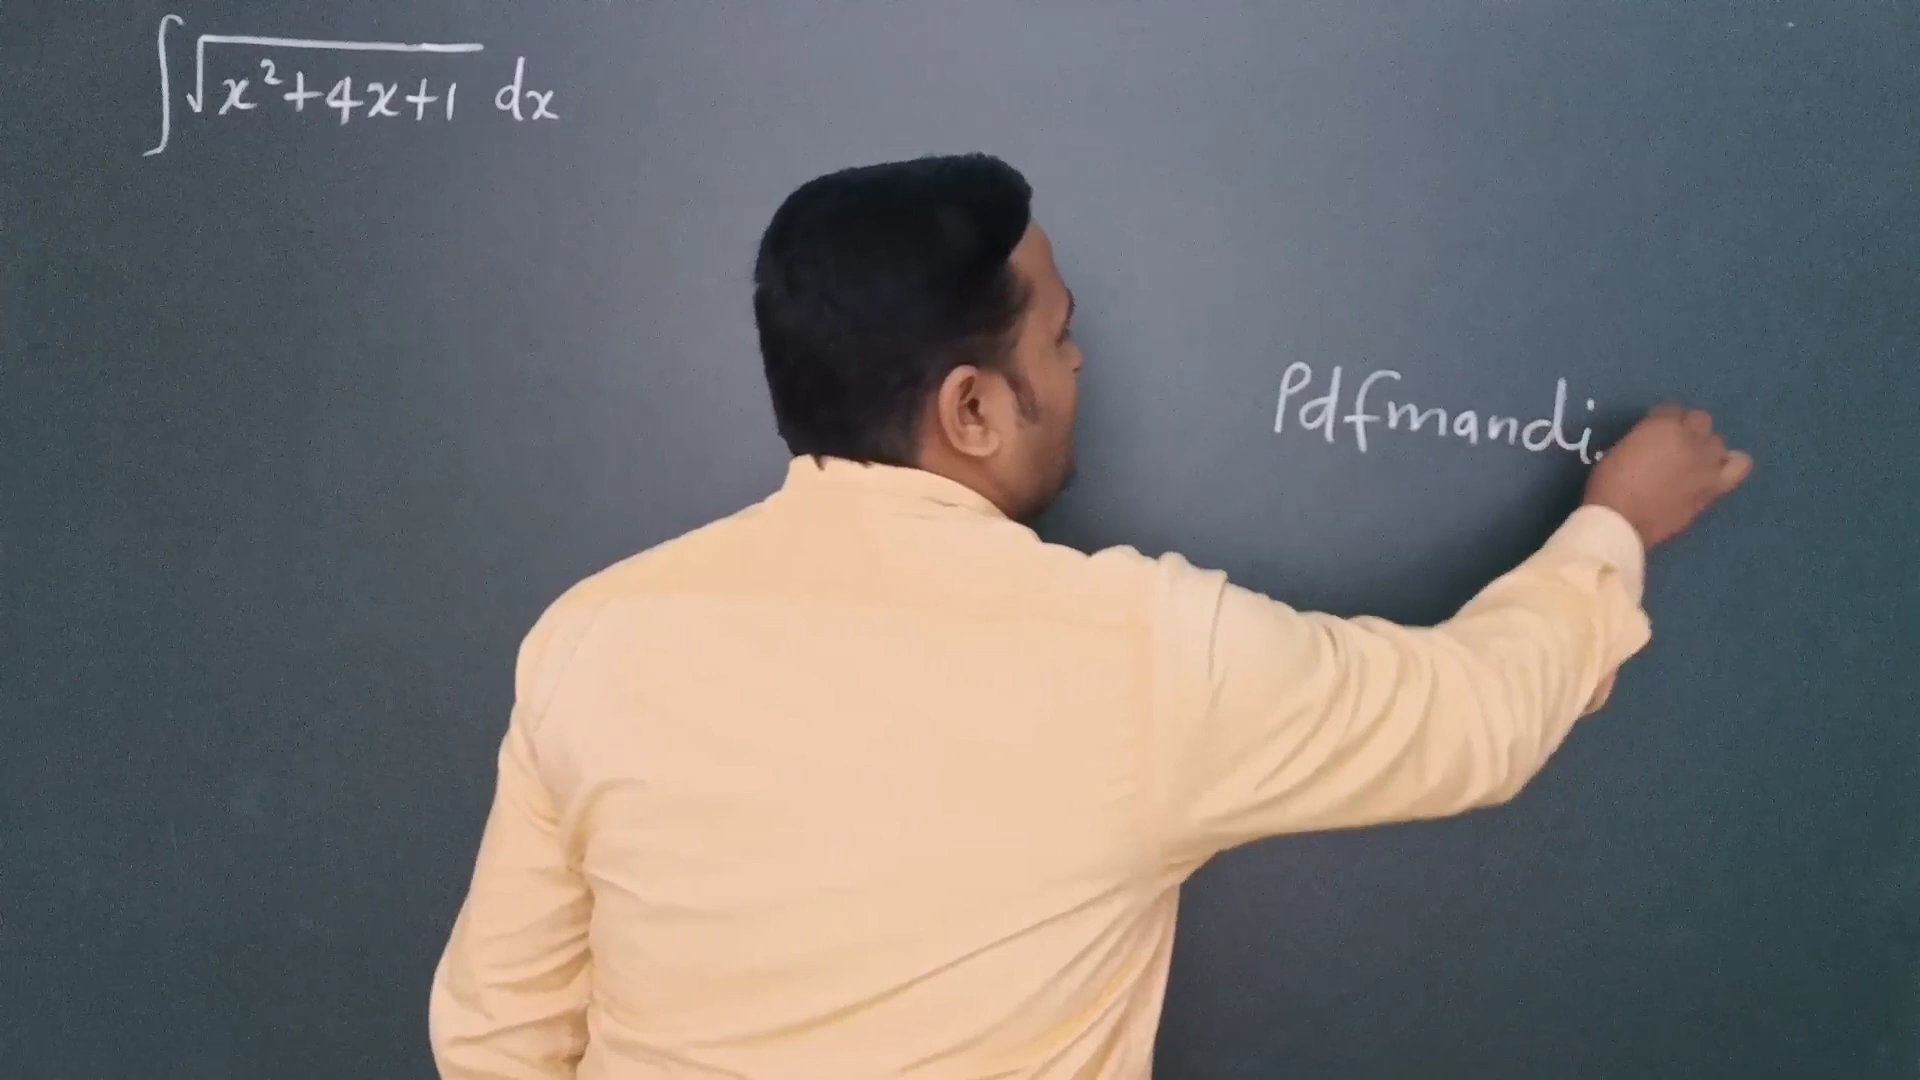 ∫√x²+4x+1 dx
Pdfmandi.